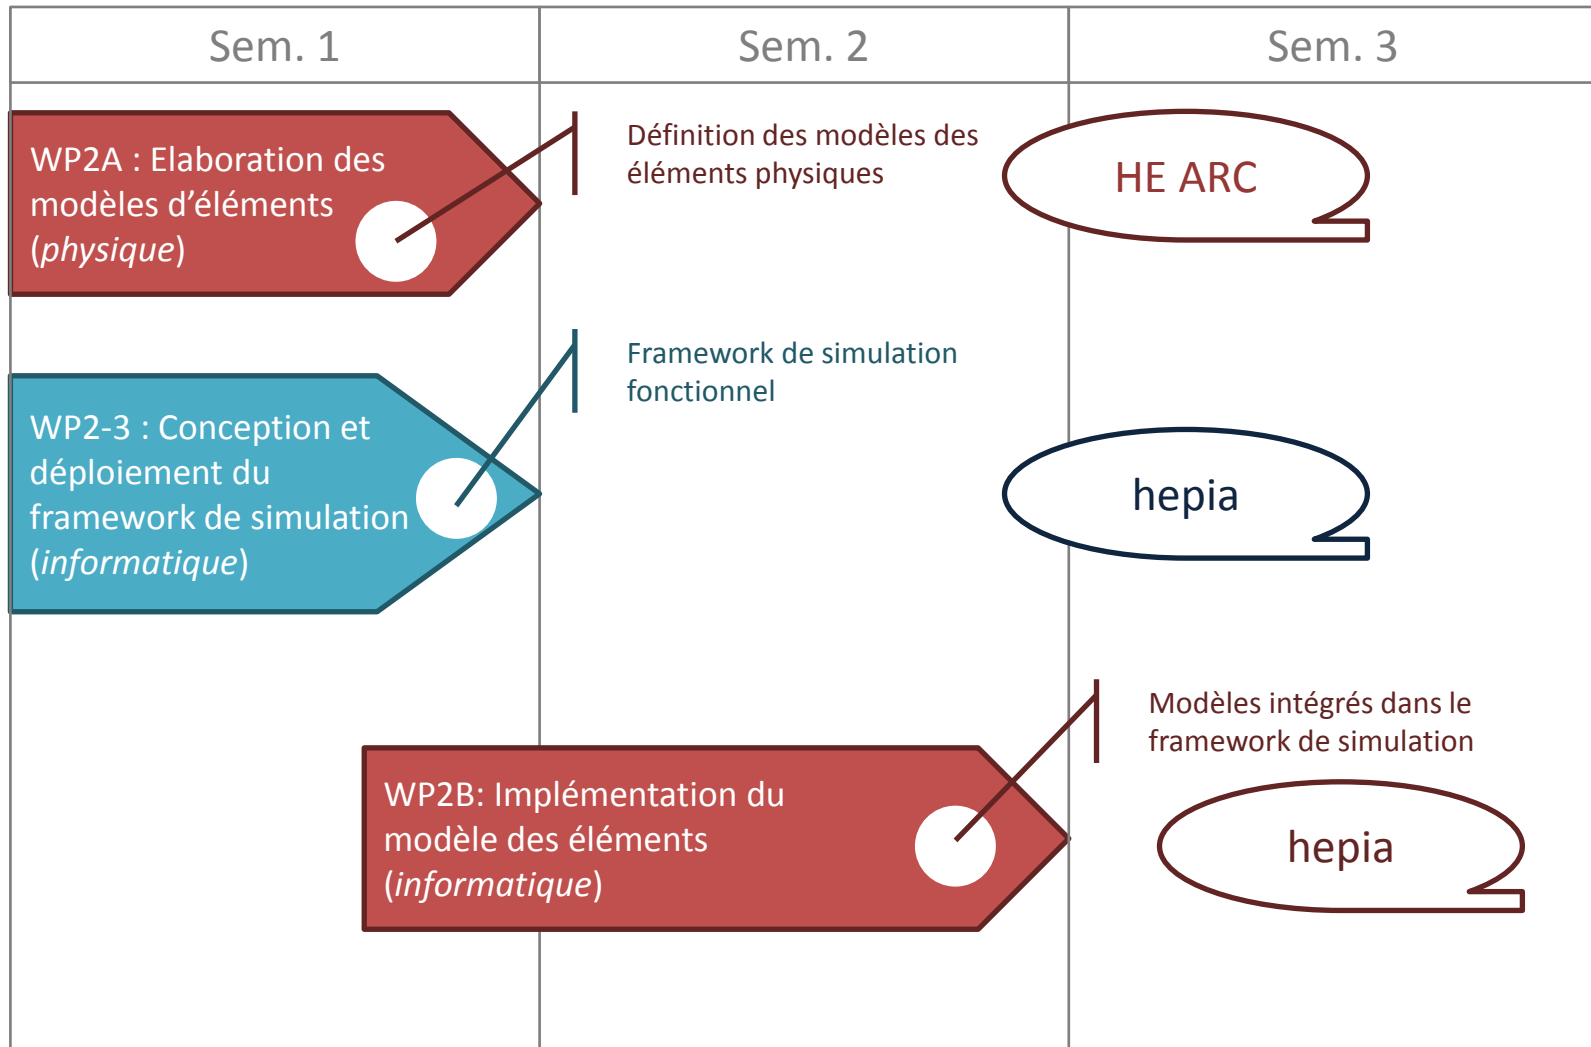 Sem. 1
Sem. 2
Sem. 3
WP2A : Elaboration des
modèles d’éléments
(physique)
Définition des modèles des
éléments physiques
HE ARC
WP2-3 : Conception et
déploiement du
framework de simulation
(informatique)
Framework de simulation
fonctionnel
hepia
WP2B: Implémentation du
modèle des éléments
(informatique)
Modèles intégrés dans le
framework de simulation
hepia